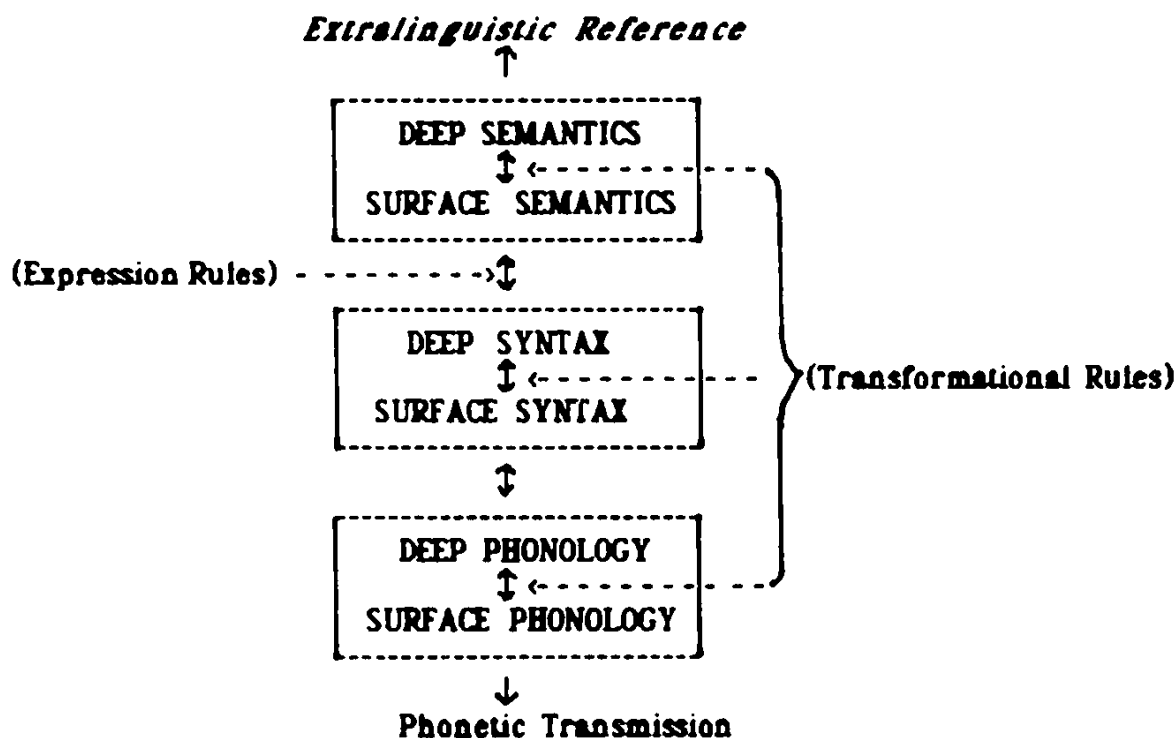 Extralinguistic Reference
DEEP SEMANTICS
SURFACE SEMANTICS
(Expression Rules)
DEEP SYNTAX
SURFACE SYNTAX
(Transformational Rules)
DEEP PHONOLOGY
SURFACE PHONOLOGY
Phonetic Transmission